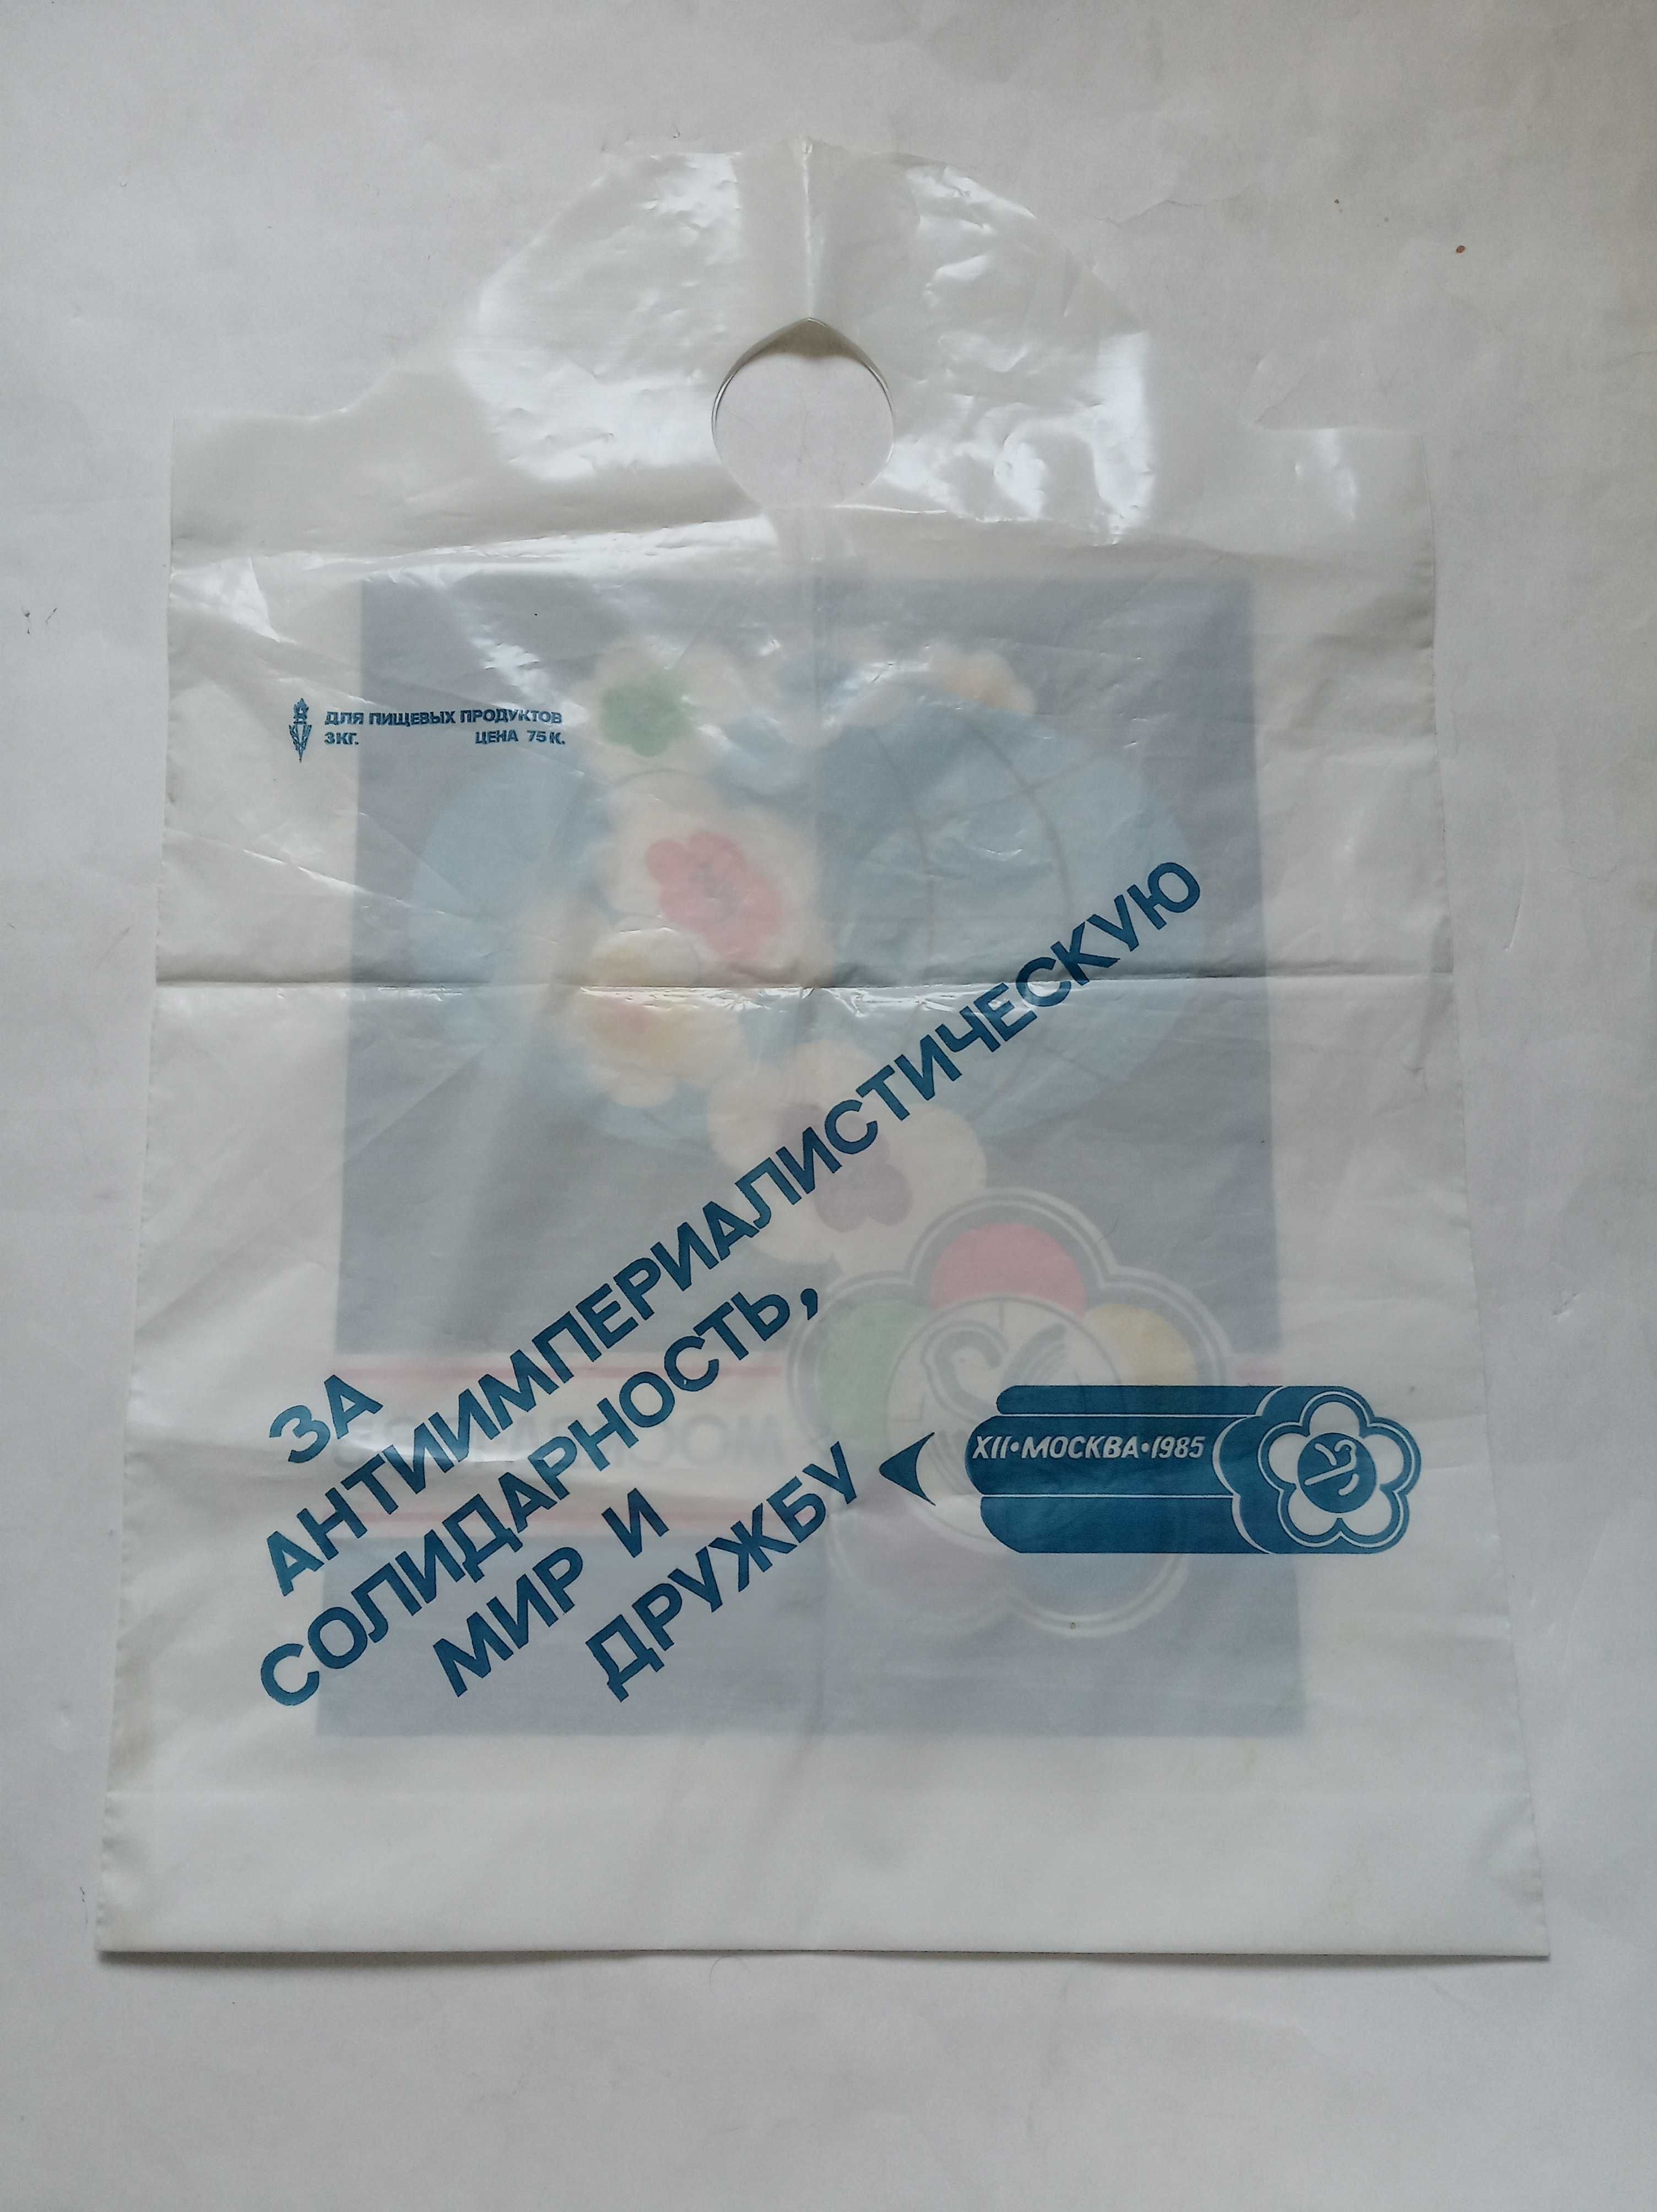 ДЛЯ ПИЩЕВЫХ ПРОДУКТОВ
3КГ. ЦЕНА 75 К.
ЗА
АНТИИМПЕРИАЛИСТИЧЕСКУЮ
СОЛИДАРНОСТЬ,
МИР И
ДРУЖБУ
XII•МОСКВА•1985